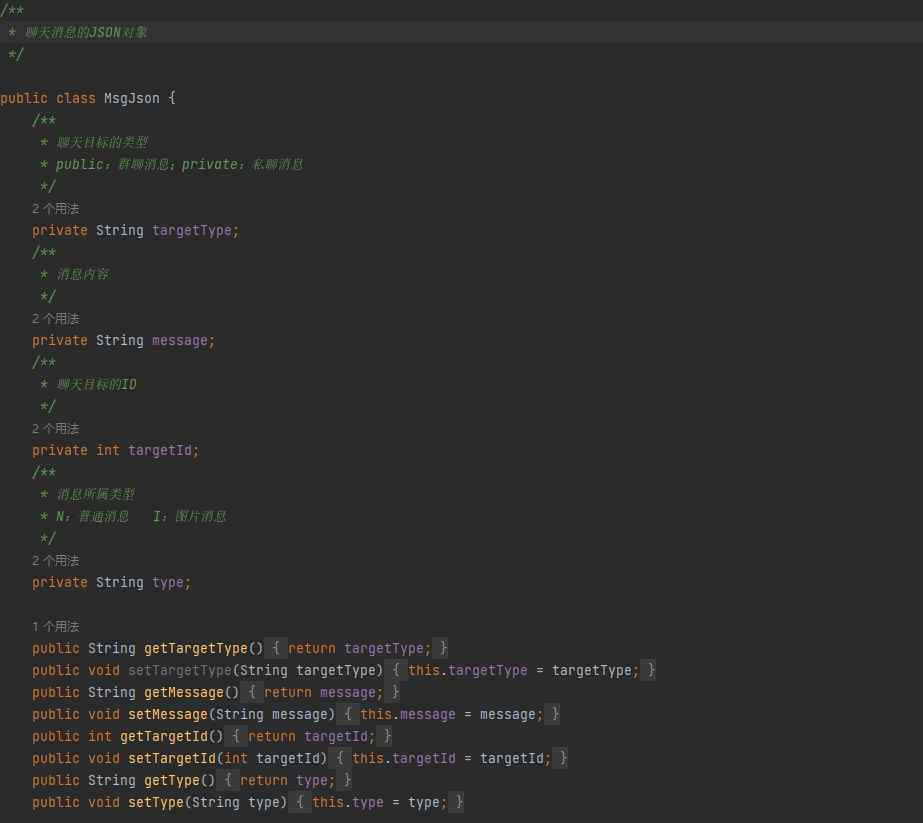 /**
 * 聊天消息的JSON对象
 */
public class MsgJson {
    /**
     * 聊天目标的类型
     * public：群聊消息；private：私聊消息
     */
    2 个用法
    private String targetType;
    /**
     * 消息内容
     */
    2 个用法
    private String message;
    /**
     * 聊天目标的ID
     */
    2 个用法
    private int targetId;
    /**
     * 消息所属类型
     * N：普通消息   I：图片消息
     */
    2 个用法
    private String type;
    1 个用法
    public String getTargetType() { return targetType; }
    public void setTargetType(String targetType) { this.targetType = targetType; }
    public String getMessage() { return message; }
    public void setMessage(String message) { this.message = message; }
    public int getTargetId() { return targetId; }
    public void setTargetId(int targetId) { this.targetId = targetId; }
    public String getType() { return type; }
    public void setType(String type) { this.type = type; }